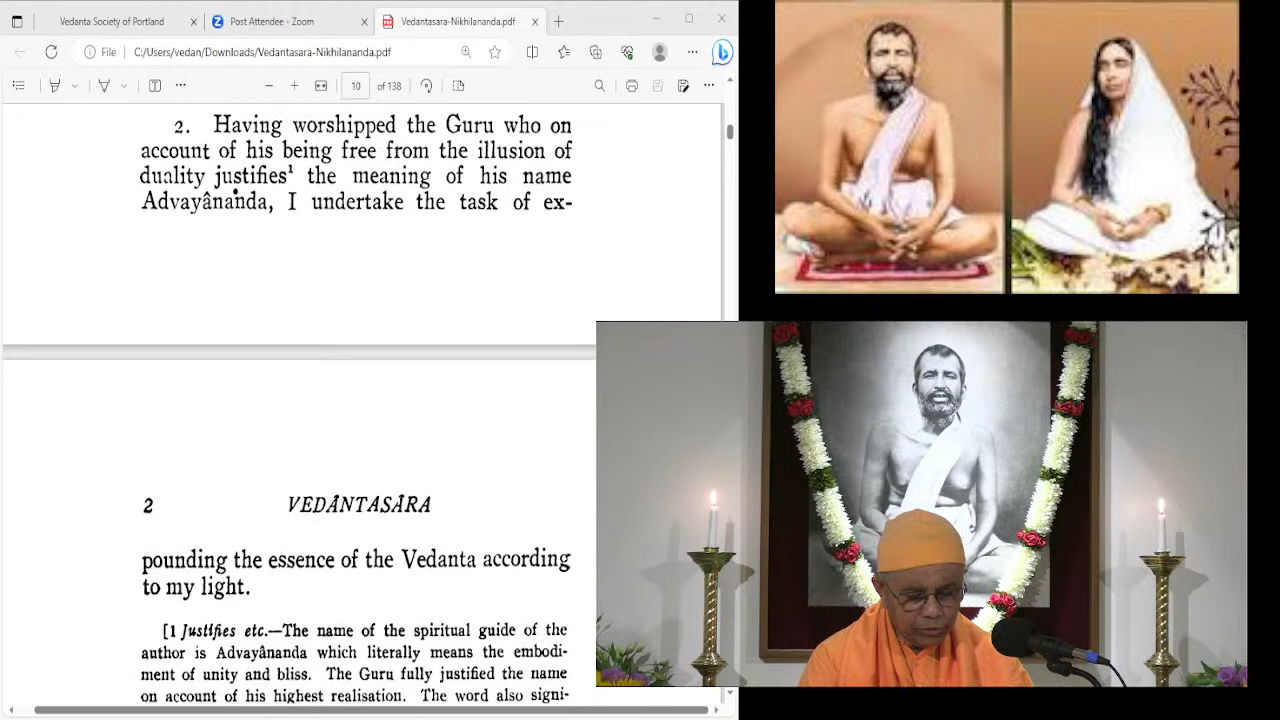 Vedanta Society of Portland
Post Attendee - Zoom
Vedantasara-Nikhilananda.pdf
File
C:/Users/vedan/Downloads/Vedantasara-Nikhilananda.pdf
10
of 138
2. Having worshipped the Guru who on
account of his being free from the illusion of
duality justifies¹ the meaning of his name
Advayânanda, I undertake the task of ex-
2
VEDÂNTASÂRA
pounding the essence of the Vedanta according
to my light.
[1 Justifies etc.—The name of the spiritual guide of the
author is Advayânanda which literally means the embodi-
ment of unity and bliss. The Guru fully justified the name
on account of his highest realisation. The word also signi-